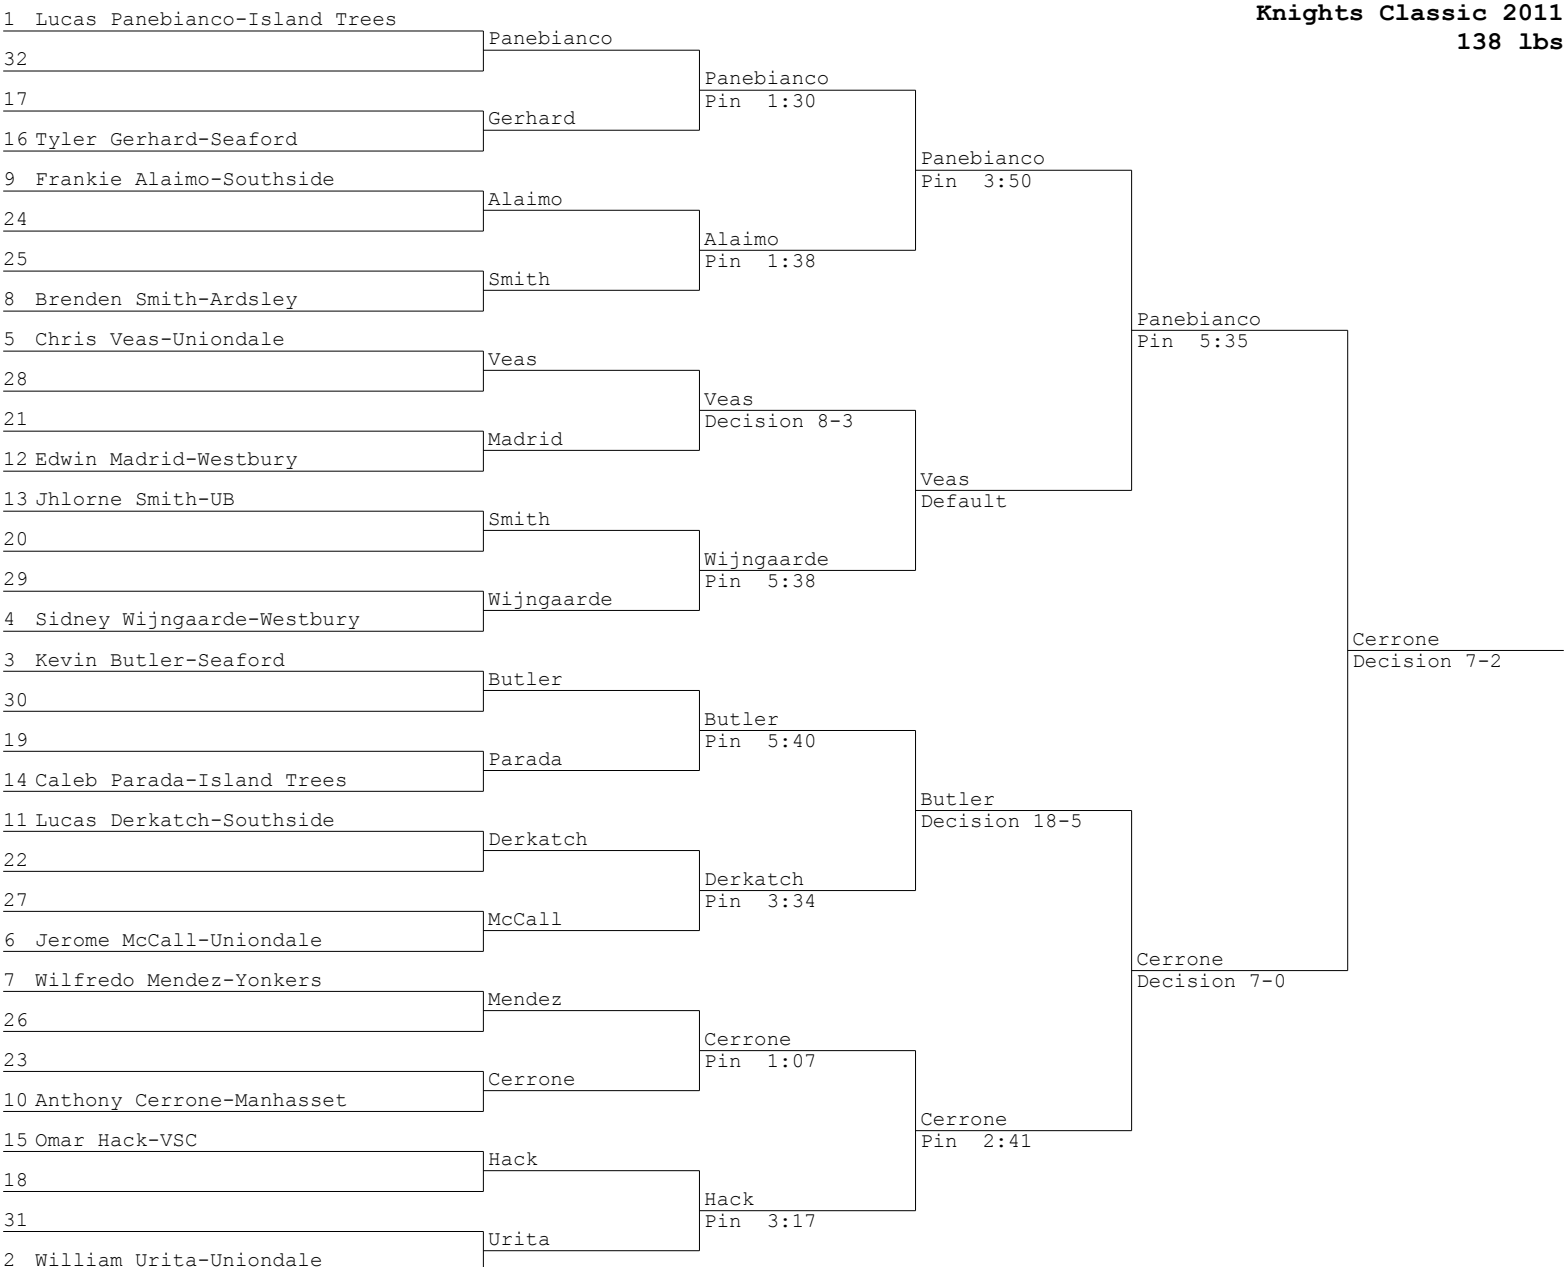 Knights Classic 2011
138 lbs
1 Lucas Panebianco-Island Trees
32
17
16 Tyler Gerhard-Seaford
9 Frankie Alaimo-Southside
24
25
8 Brenden Smith-Ardsley
5 Chris Veas-Uniondale
28
21
12 Edwin Madrid-Westbury
13 Jhlorne Smith-UB
20
29
4 Sidney Wijngaarde-Westbury
3 Kevin Butler-Seaford
30
19
14 Caleb Parada-Island Trees
11 Lucas Derkatch-Southside
22
27
6 Jerome McCall-Uniondale
7 Wilfredo Mendez-Yonkers
26
23
10 Anthony Cerrone-Manhasset
15 Omar Hack-VSC
18
31
2 William Urita-Uniondale
Panebianco
Gerhard
Alaimo
Smith
Veas
Madrid
Smith
Wijngaarde
Butler
Parada
Derkatch
McCall
Mendez
Cerrone
Hack
Urita
Panebianco
Pin 1:30
Alaimo
Pin 1:38
Veas
Decision 8-3
Wijngaarde
Pin 5:38
Butler
Pin 5:40
Derkatch
Pin 3:34
Cerrone
Pin 1:07
Hack
Pin 3:17
Panebianco
Pin 3:50
Veas
Default
Butler
Decision 18-5
Cerrone
Pin 2:41
Panebianco
Pin 5:35
Cerrone
Decision 7-0
Cerrone
Decision 7-2